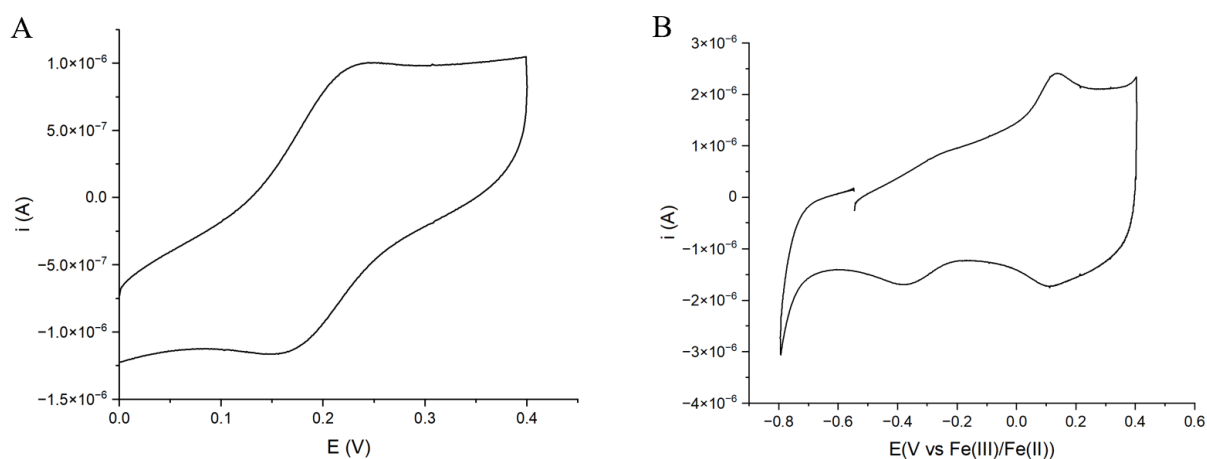 A
1.0×10⁻⁶
5.0×10⁻⁷
0.0
−5.0×10⁻⁷
−1.0×10⁻⁶
−1.5×10⁻⁶
i (A)
0.0 0.1 0.2 0.3 0.4
E (V)
B
3×10⁻⁶
2×10⁻⁶
1×10⁻⁶
0
−1×10⁻⁶
−2×10⁻⁶
−3×10⁻⁶
−4×10⁻⁶
i (A)
−0.8 −0.6 −0.4 −0.2 0.0 0.2 0.4 0.6
E(V vs Fe(III)/Fe(II))